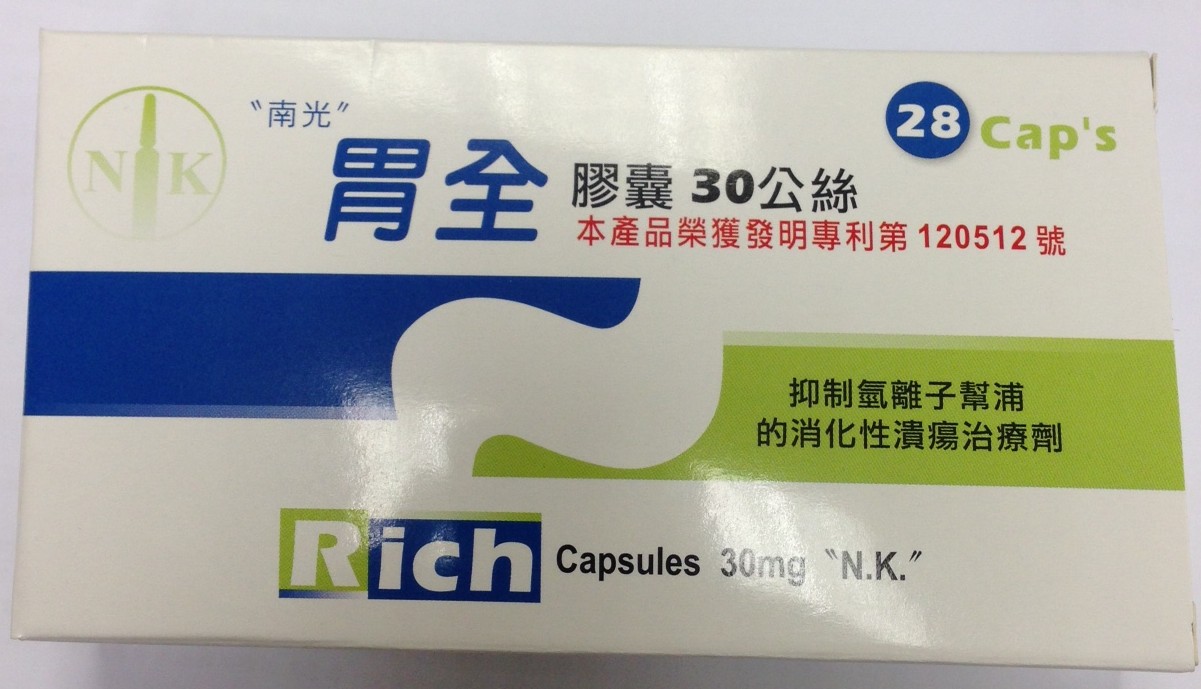 N K
〝南光〞
胃全 膠囊 30公絲
28 Cap's
本產品榮獲發明專利第 120512 號
抑制氫離子幫浦
的消化性潰瘍治療劑
Rich Capsules 30mg 〝N.K.〞